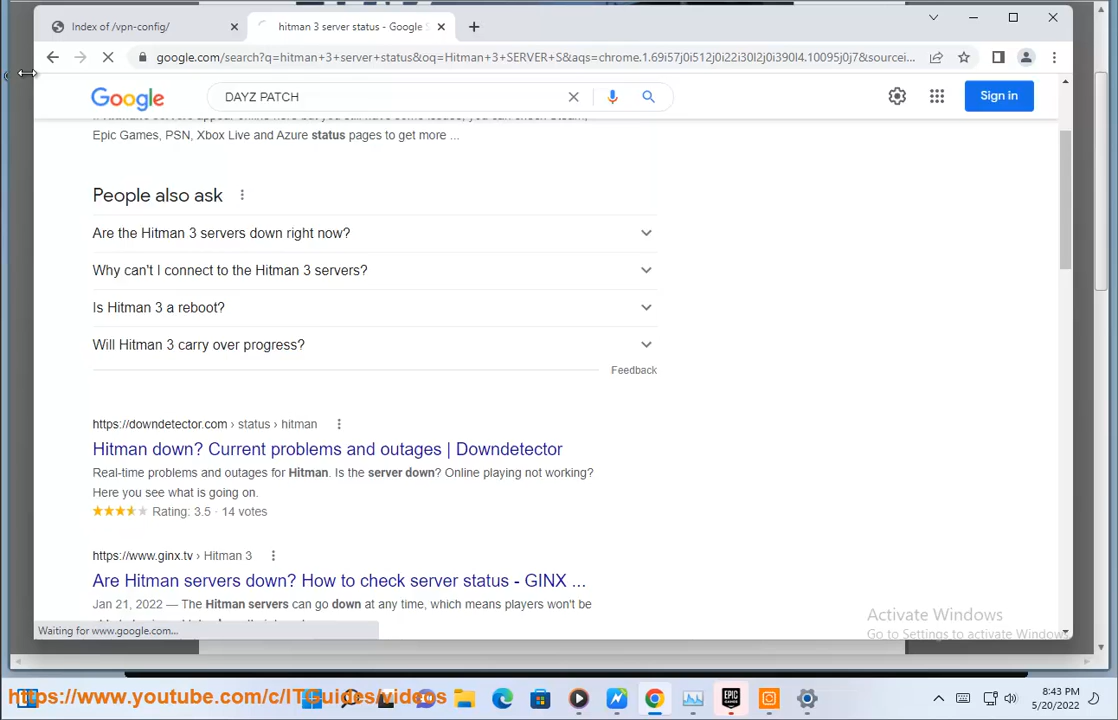 Index of /vpn-config/
hitman 3 server status - Google S
google.com/search?q=hitman+3+server+status&oq=Hitman+3+SERVER+S&aqs=chrome.1.69i57j0i512j0i22i30l2j0i390l4.10095j0j7&sourcei...
Google
DAYZ PATCH
Sign in
Epic Games, PSN, Xbox Live and Azure status pages to get more ...
People also ask
Are the Hitman 3 servers down right now?
Why can't I connect to the Hitman 3 servers?
Is Hitman 3 a reboot?
Will Hitman 3 carry over progress?
Feedback
https://downdetector.com › status › hitman
Hitman down? Current problems and outages | Downdetector
Real-time problems and outages for Hitman. Is the server down? Online playing not working?
Here you see what is going on.
Rating: 3.5 · 14 votes
https://www.ginx.tv › Hitman 3
Are Hitman servers down? How to check server status - GINX ...
Jan 21, 2022 — The Hitman servers can go down at any time, which means players won't be
Activate Windows
Go to Settings to activate Windows.
Waiting for www.google.com...
https://www.youtube.com/c/ITGuides/videos
EPIC GAMES
8:43 PM
5/20/2022